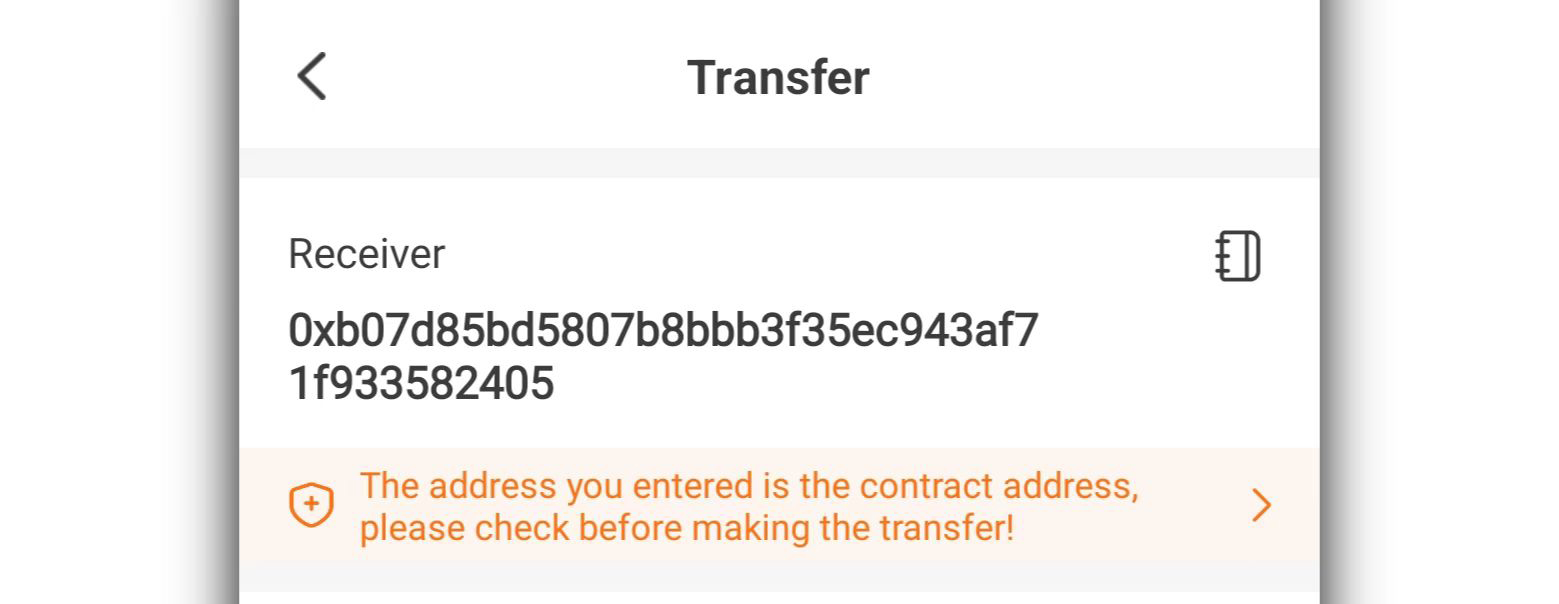 Transfer
Receiver
0xb07d85bd5807b8bbb3f35ec943af7
1f933582405
The address you entered is the contract address,
please check before making the transfer!